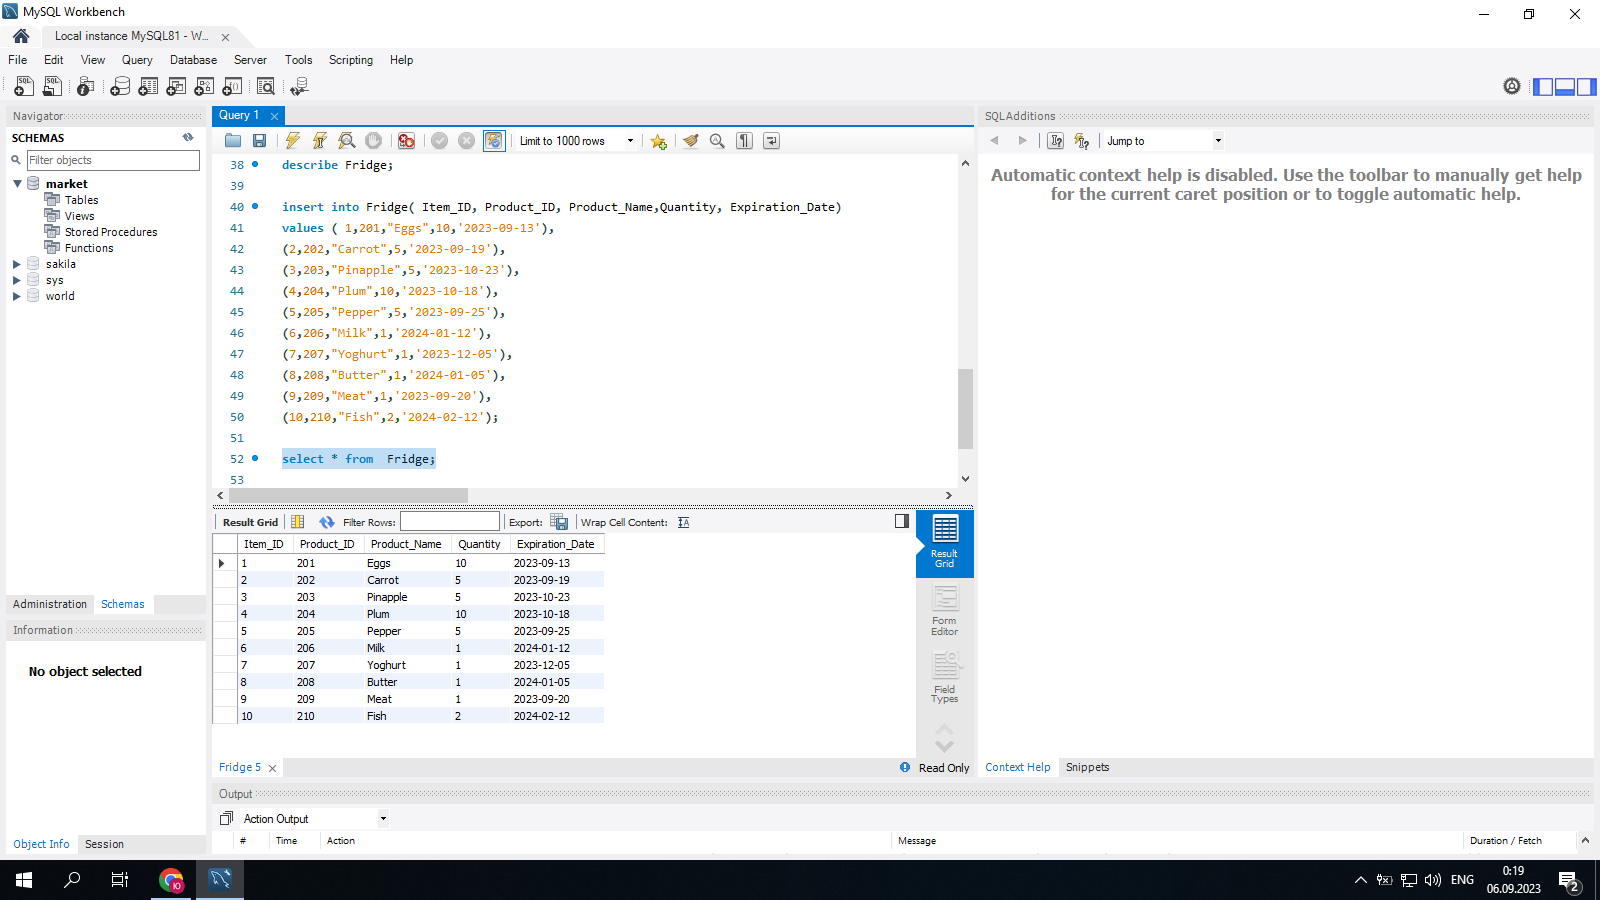 MySQL Workbench
Local instance MySQL81 - W...
File Edit View Query Database Server Tools Scripting Help
Navigator
SCHEMAS
Filter objects
market
Tables
Views
Stored Procedures
Functions
sakila
sys
world
Administration Schemas
Information
No object selected
Object Info Session
Query 1
Limit to 1000 rows
38 describe Fridge;
39
40 insert into Fridge( Item_ID, Product_ID, Product_Name,Quantity, Expiration_Date)
41 values ( 1,201,"Eggs",10,'2023-09-13'),
42 (2,202,"Carrot",5,'2023-09-19'),
43 (3,203,"Pinapple",5,'2023-10-23'),
44 (4,204,"Plum",10,'2023-10-18'),
45 (5,205,"Pepper",5,'2023-09-25'),
46 (6,206,"Milk",1,'2024-01-12'),
47 (7,207,"Yoghurt",1,'2023-12-05'),
48 (8,208,"Butter",1,'2024-01-05'),
49 (9,209,"Meat",1,'2023-09-20'),
50 (10,210,"Fish",2,'2024-02-12');
51
52 select * from  Fridge;
53
Result Grid Filter Rows: Export: Wrap Cell Content:
Item_ID Product_ID Product_Name Quantity Expiration_Date
1 201 Eggs 10 2023-09-13
2 202 Carrot 5 2023-09-19
3 203 Pinapple 5 2023-10-23
4 204 Plum 10 2023-10-18
5 205 Pepper 5 2023-09-25
6 206 Milk 1 2024-01-12
7 207 Yoghurt 1 2023-12-05
8 208 Butter 1 2024-01-05
9 209 Meat 1 2023-09-20
10 210 Fish 2 2024-02-12
Result
Grid
Form
Editor
Field
Types
Fridge 5
Read Only
SQLAdditions
Jump to
Automatic context help is disabled. Use the toolbar to manually get help
for the current caret position or to toggle automatic help.
Context Help Snippets
Output
Action Output
# Time Action Message Duration / Fetch
ENG
0:19
06.09.2023
2